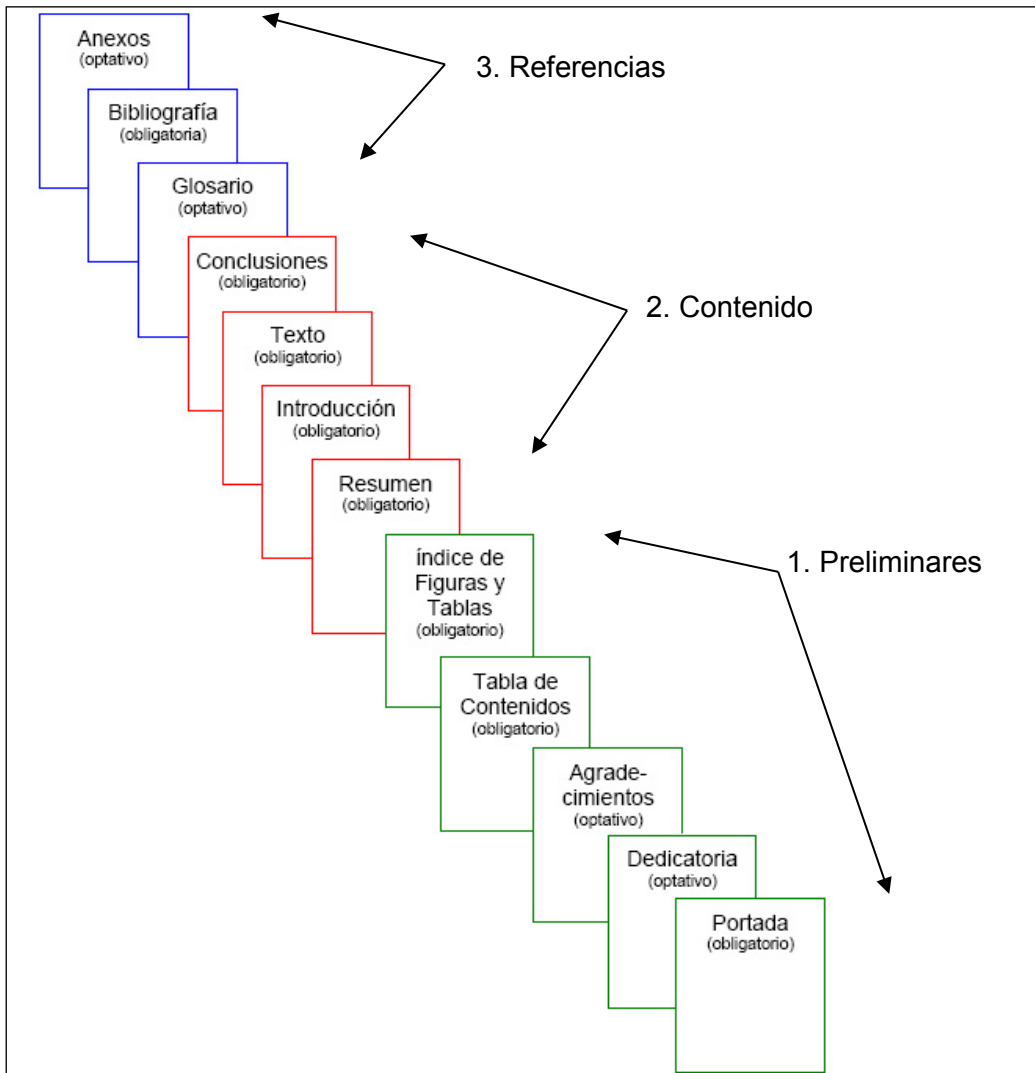 Anexos
(optativo)
3. Referencias
Bibliografía
(obligatoria)
Glosario
(optativo)
Conclusiones
(obligatorio)
2. Contenido
Texto
(obligatorio)
Introducción
(obligatorio)
Resumen
(obligatorio)
índice de
Figuras y
Tablas
(obligatorio)
1. Preliminares
Tabla de
Contenidos
(obligatorio)
Agrade-
cimientos
(optativo)
Dedicatoria
(optativo)
Portada
(obligatorio)